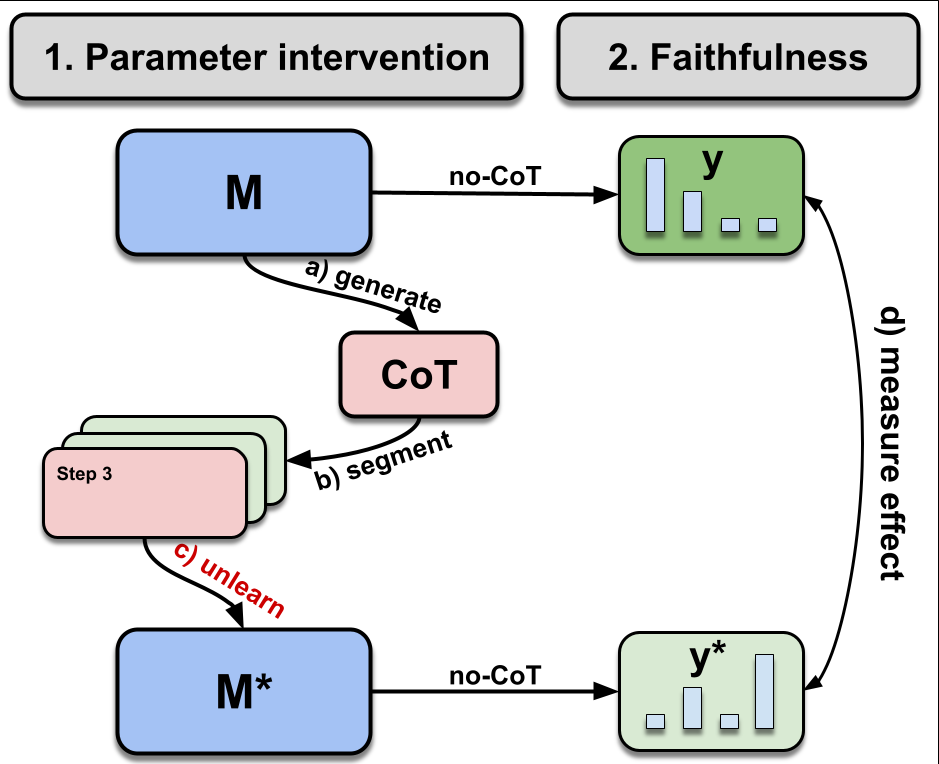 1. Parameter intervention
2. Faithfulness
M
no-CoT
y
a) generate
CoT
b) segment
Step 3
c) unlearn
d) measure effect
M*
no-CoT
y*